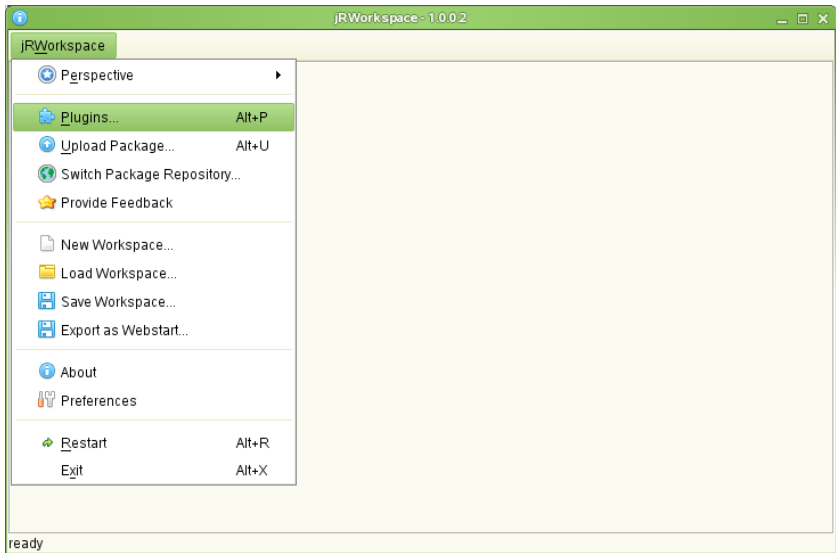 jRWorkspace - 1.0.0.2
jRWorkspace
Perspective
Plugins... Alt+P
Upload Package... Alt+U
Switch Package Repository...
Provide Feedback
New Workspace...
Load Workspace...
Save Workspace...
Export as Webstart...
About
Preferences
Restart Alt+R
Exit Alt+X
ready